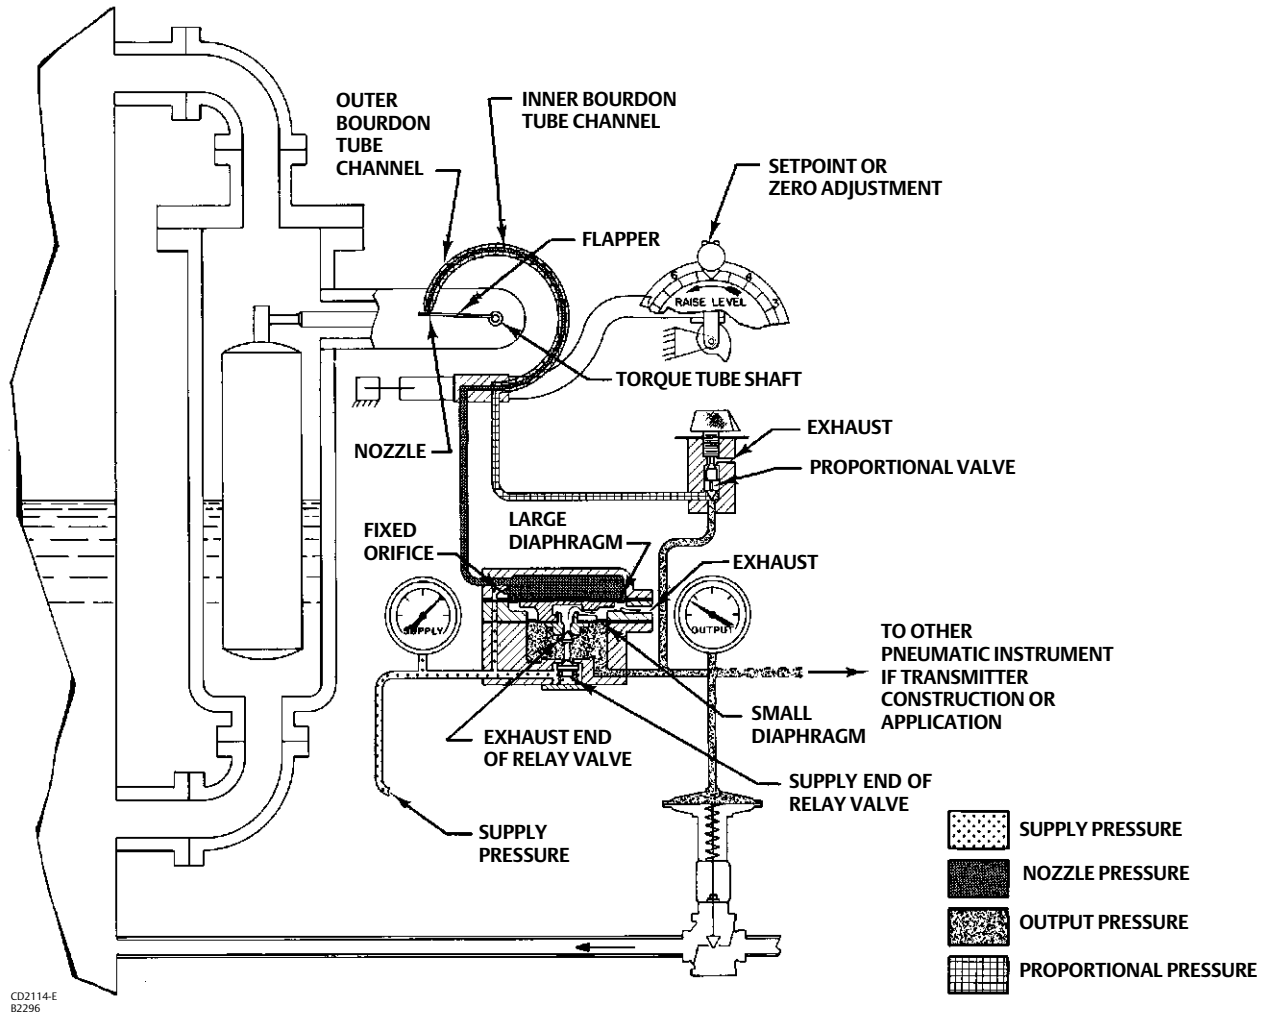 OUTER
BOURDON
TUBE
CHANNEL
INNER BOURDON
TUBE CHANNEL
SETPOINT OR
ZERO ADJUSTMENT
FLAPPER
RAISE LEVEL
5
4
3
TORQUE TUBE SHAFT
NOZZLE
EXHAUST
PROPORTIONAL VALVE
FIXED
ORIFICE
LARGE
DIAPHRAGM
EXHAUST
SUPPLY
OUTPUT
TO OTHER
PNEUMATIC INSTRUMENT
IF TRANSMITTER
CONSTRUCTION OR
APPLICATION
SMALL
DIAPHRAGM
EXHAUST END
OF RELAY VALVE
SUPPLY END OF
RELAY VALVE
SUPPLY
PRESSURE
SUPPLY PRESSURE
NOZZLE PRESSURE
OUTPUT PRESSURE
PROPORTIONAL PRESSURE
CD2114-E
B2296